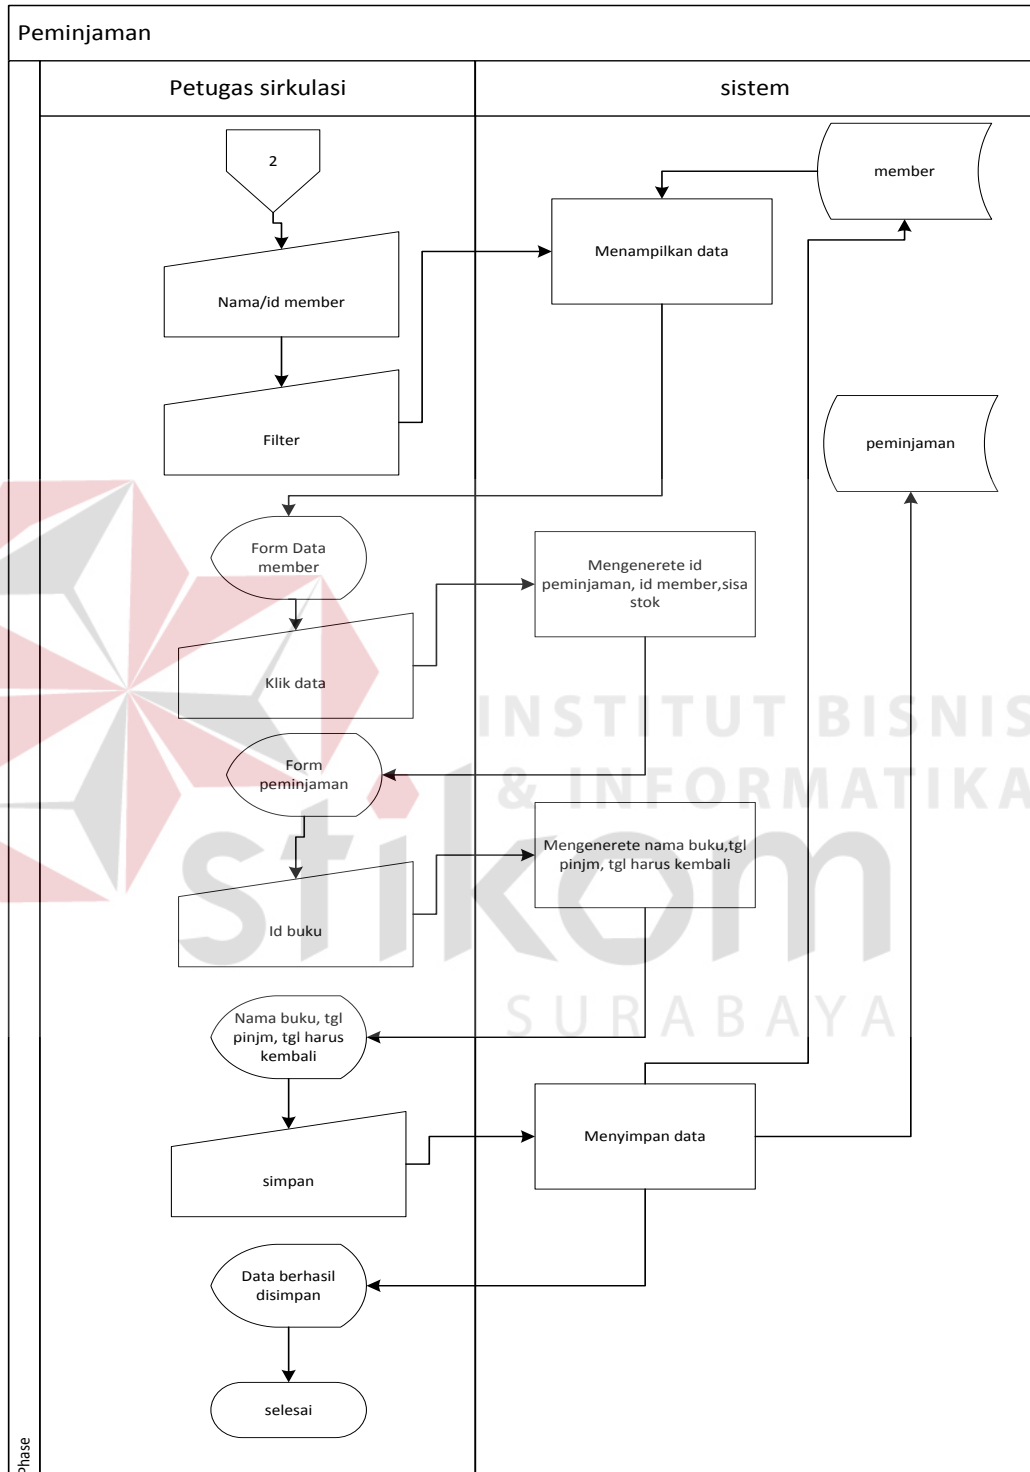 Peminjaman
Petugas sirkulasi
sistem
2
member
Menampilkan data
Nama/id member
Filter
peminjaman
Form Data
member
Mengenerete id
peminjaman, id member,sisa
stok
Klik data
INSTITUT BISNIS
Form
peminjaman
& INFORMATIKA
stikom
Mengenerete nama buku,tgl
pinjm, tgl harus kembali
Id buku
SURABAYA
Nama buku, tgl
pinjm, tgl harus
kembali
Menyimpan data
simpan
Data berhasil
disimpan
selesai
Phase